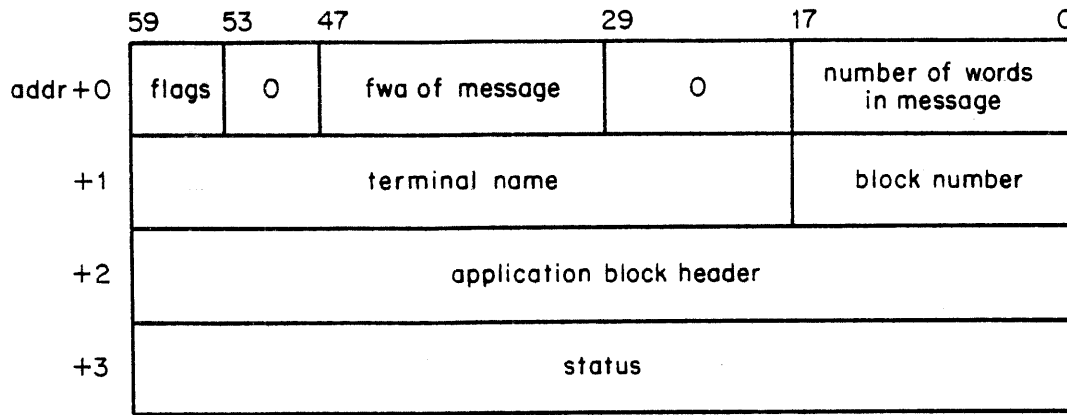 59 53 47 29 17 0
addr+0 flags 0 fwa of message 0 number of words
in message
+1 terminal name block number
+2 application block header
+3 status